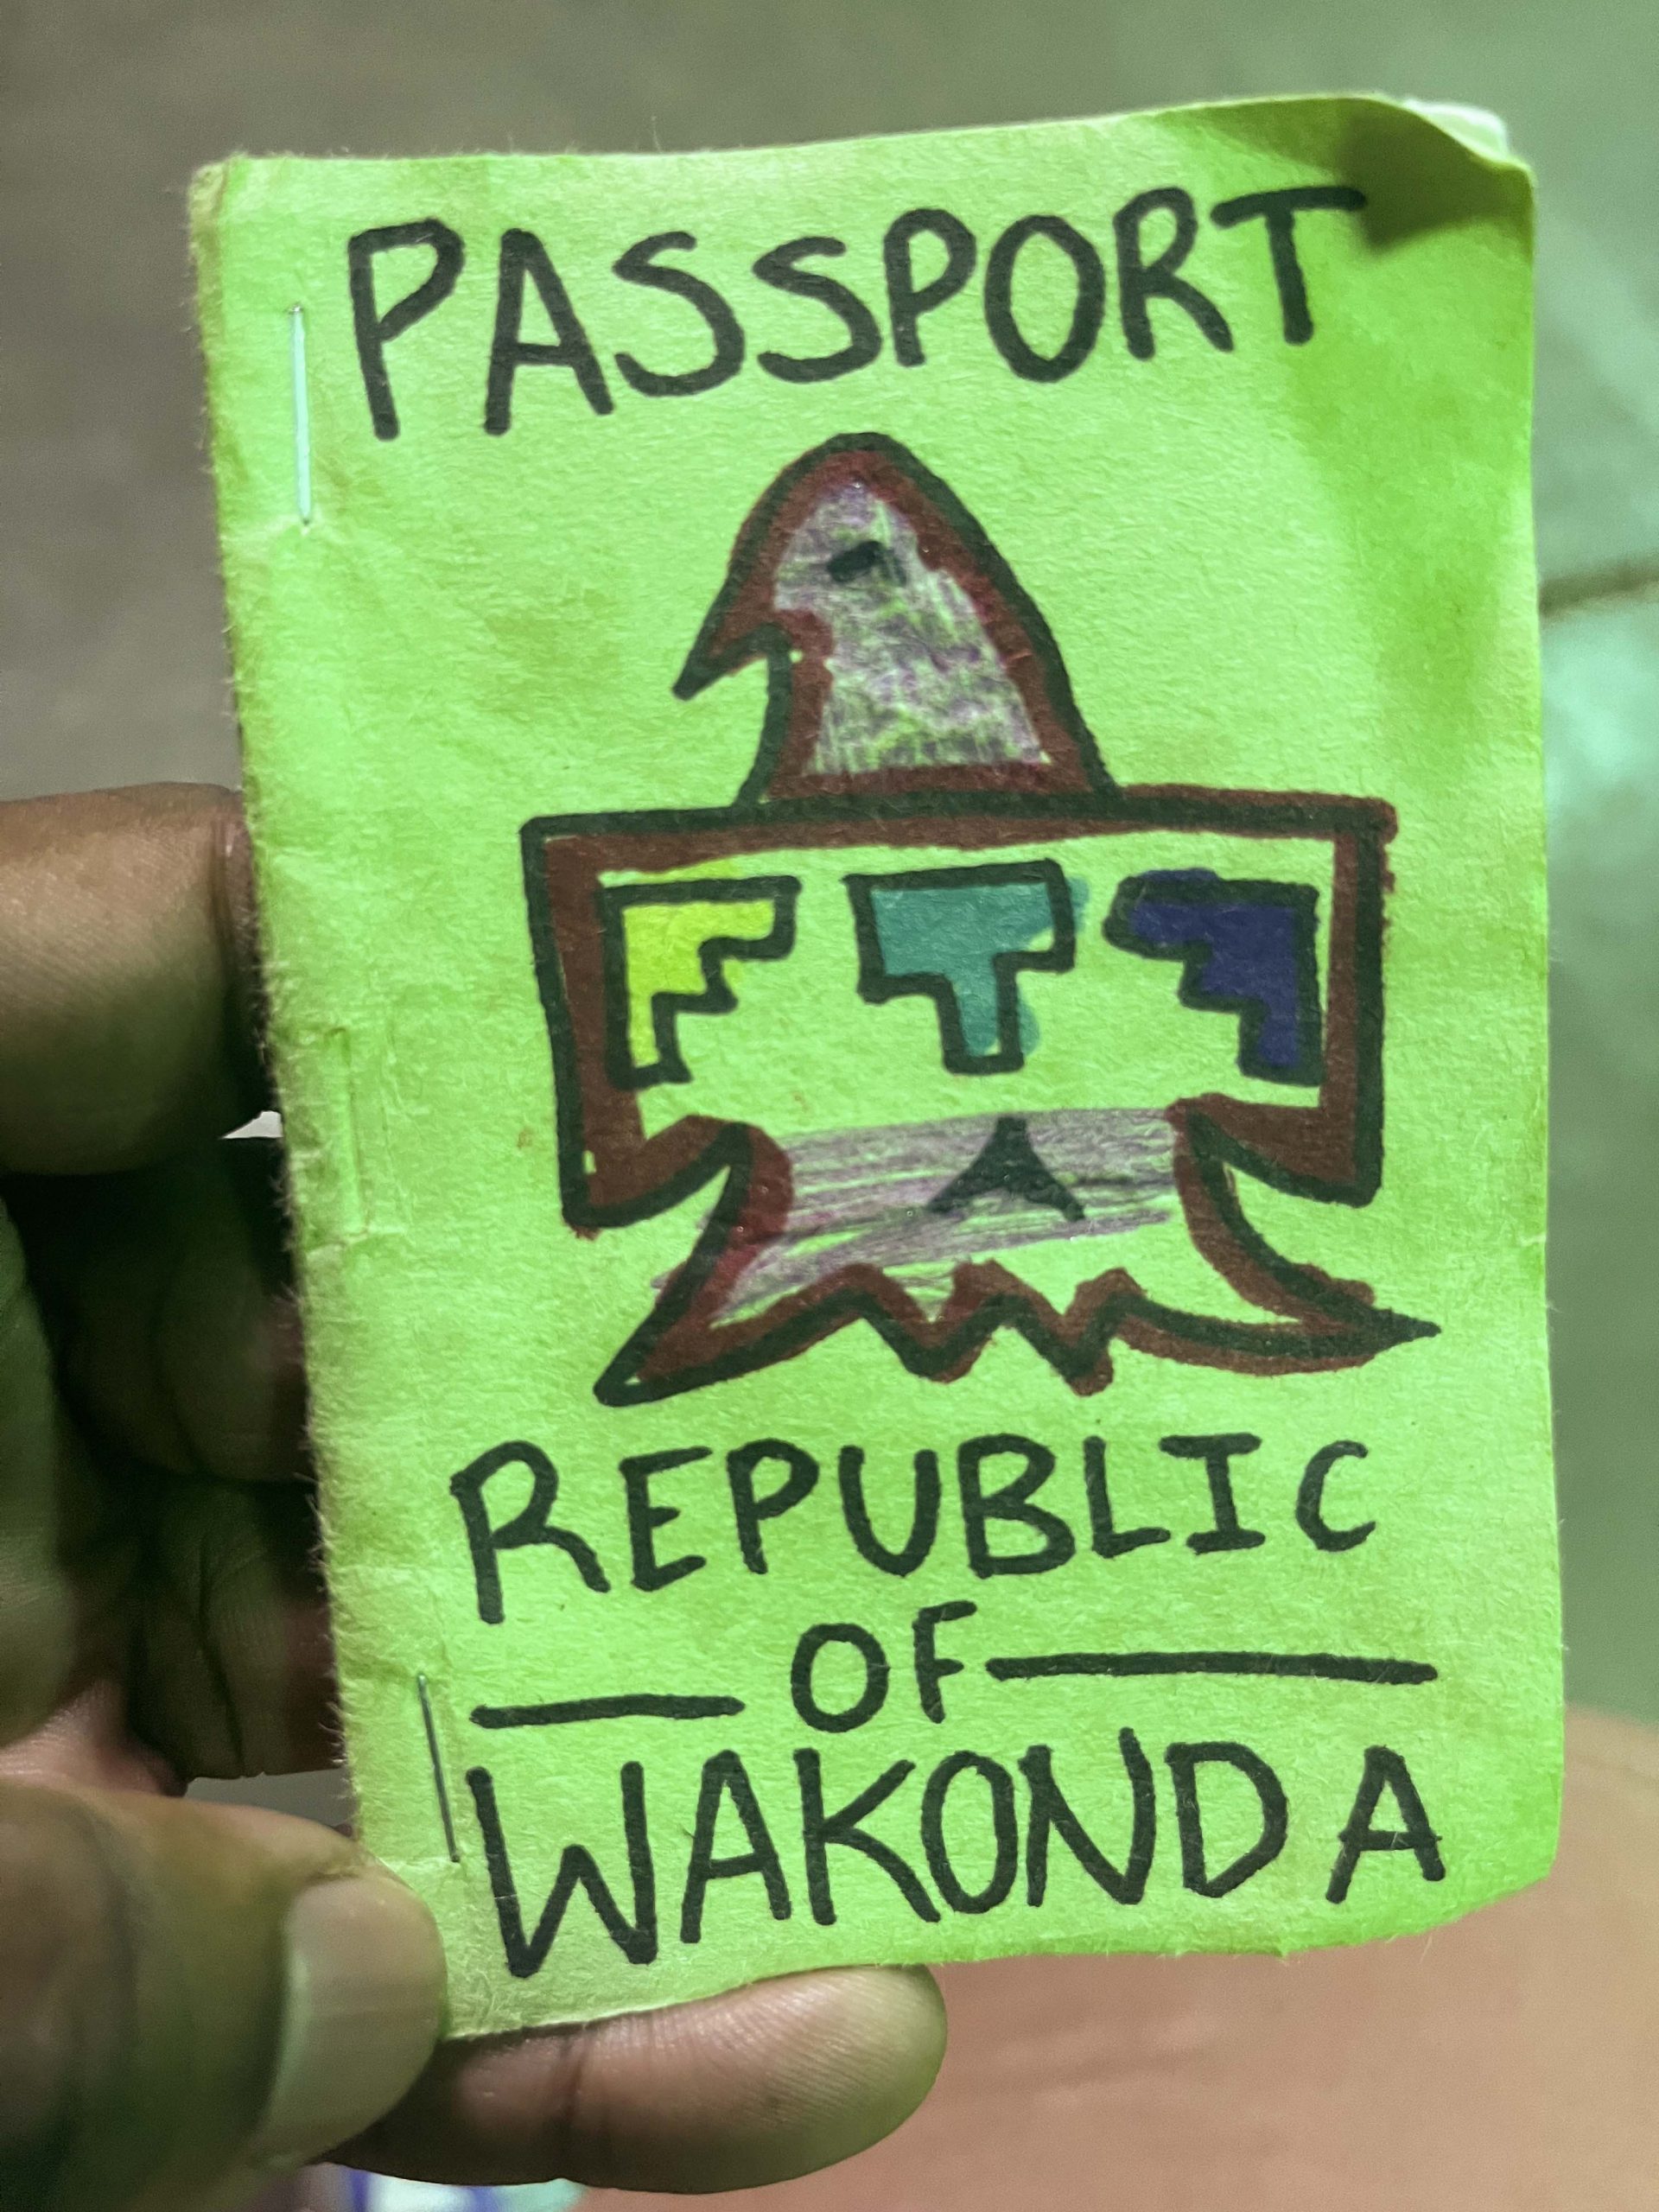 PASSPORT
REPUBLIC
OF
WAKONDA